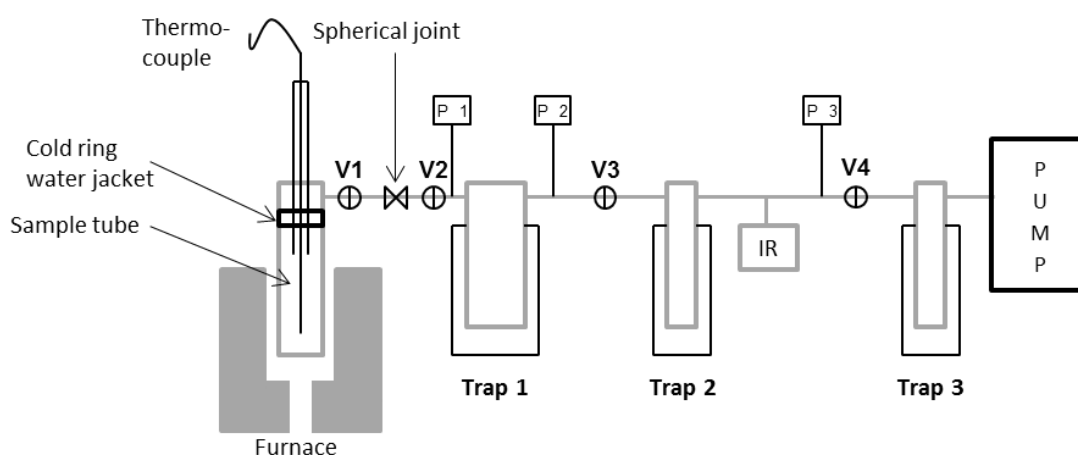 Thermo-
couple
Spherical joint
P 1
P 2
P 3
Cold ring
water jacket
V1
V2
V3
V4
Sample tube
IR
P
U
M
P
Trap 1
Trap 2
Trap 3
Furnace